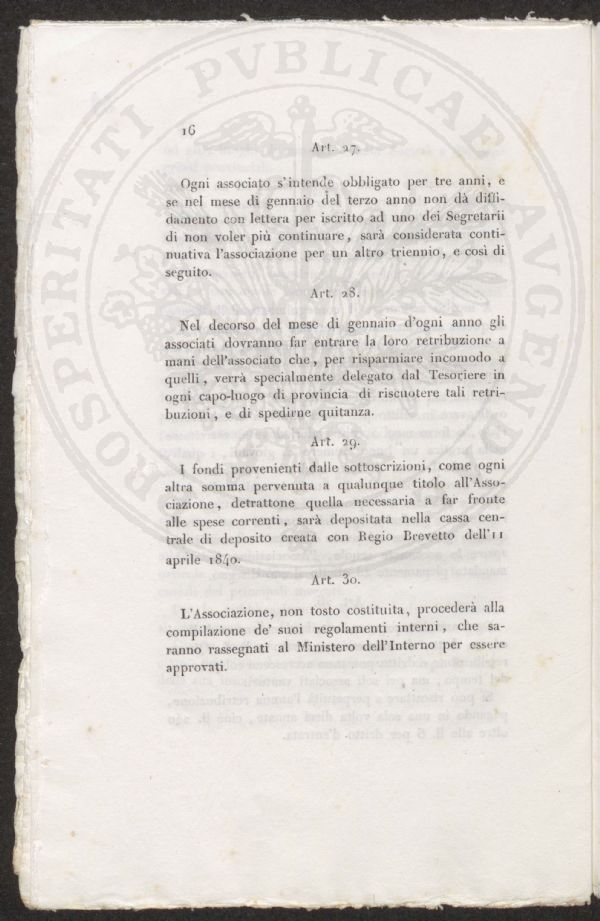 PROSPERITATI PVBLICAE AVGENDAE
16
Art. 27.
Ogni associato s'intende obbligato per tre anni, e
se nel mese di gennaio del terzo anno non dà diffi-
damento con lettera per iscritto ad uno dei Segretarii
di non voler più continuare, sarà considerata conti-
nuativa l'associazione per un altro triennio, e così di
seguito.
Art. 28.
Nel decorso del mese di gennaio d'ogni anno gli
associati dovranno far entrare la loro retribuzione a
mani dell'associato che, per risparmiare incomodo a
quelli, verrà specialmente delegato dal Tesoriere in
ogni capo-luogo di provincia di riscuotere tali retri-
buzioni, e di spedirne quitanza.
Art. 29.
I fondi provenienti dalle sottoscrizioni, come ogni
altra somma pervenuta a qualunque titolo all'Asso-
ciazione, detrattone quella necessaria a far fronte
alle spese correnti, sarà depositata nella cassa cen-
trale di deposito creata con Regio Brevetto dell'11
aprile 1840.
Art. 30.
L'Associazione, non tosto costituita, procederà alla
compilazione de' suoi regolamenti interni, che sa-
ranno rassegnati al Ministero dell'Interno per essere
approvati.